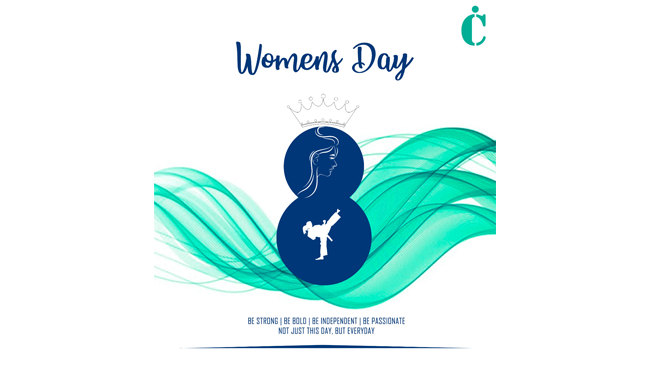 Womens Day
BE STRONG | BE BOLD | BE INDEPENDENT | BE PASSIONATE
NOT JUST THIS DAY, BUT EVERYDAY